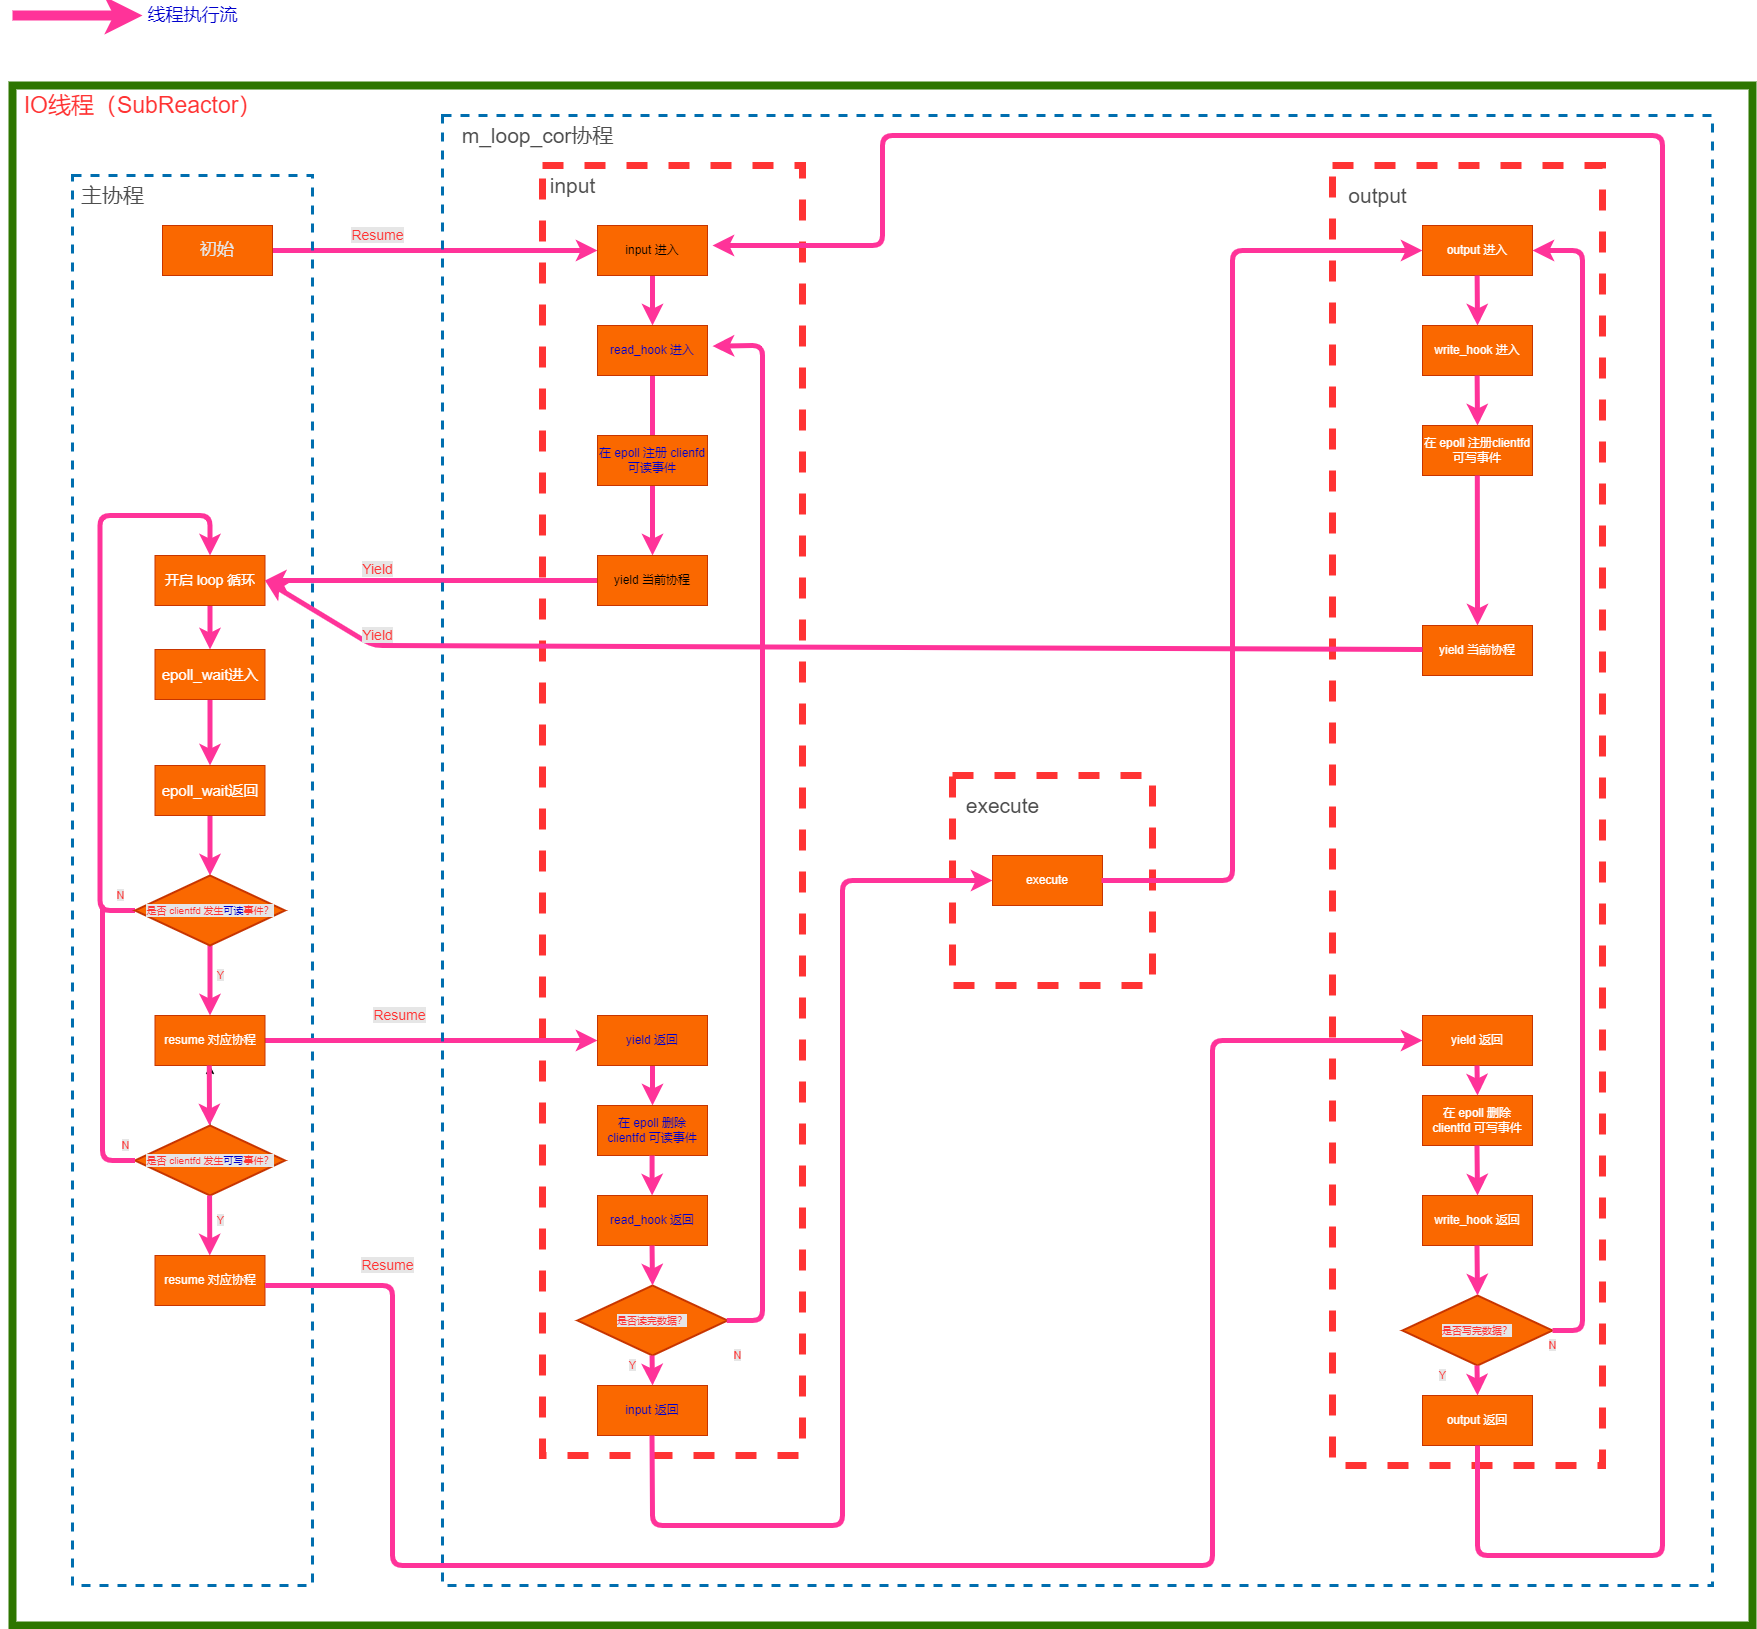 线程执行流
IO线程（SubReactor）
m_loop_cor协程
主协程
初始
Resume
开启 loop 循环
epoll_wait进入
epoll_wait返回
N
是否 clientfd 发生可读事件？
Y
resume 对应协程
N
是否 clientfd 发生可写事件？
Y
resume 对应协程
Resume
Resume
Yield
Yield
input
input 进入
read_hook 进入
在 epoll 注册 clienfd
可读事件
yield 当前协程
yield 返回
在 epoll 删除
clientfd 可读事件
read_hook 返回
是否读完数据？
N
Y
input 返回
execute
execute
output
output 进入
write_hook 进入
在 epoll 注册clientfd
可写事件
yield 当前协程
yield 返回
在 epoll 删除
clientfd 可写事件
write_hook 返回
是否写完数据？
N
Y
output 返回